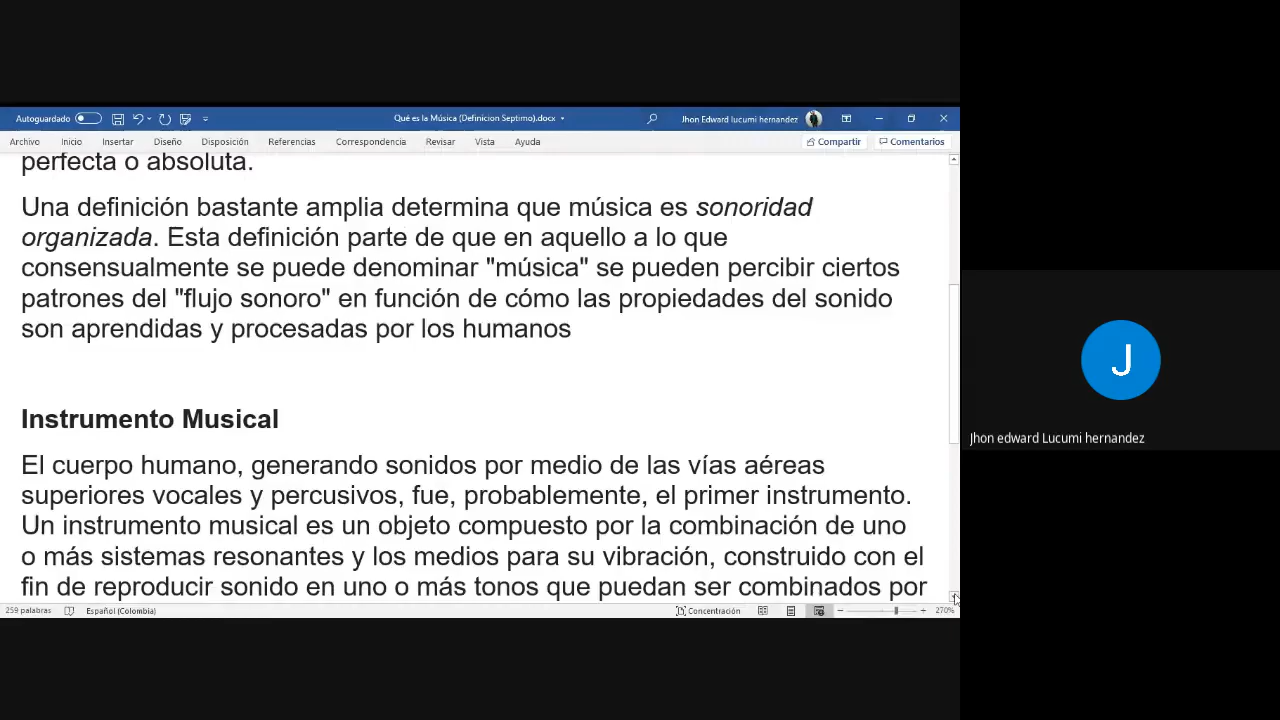 Autoguardado
Qué es la Música (Definicion Septimo).docx
Jhon Edward lucumi hernandez
Archivo Inicio Insertar Diseño Disposición Referencias Correspondencia Revisar Vista Ayuda Compartir Comentarios
perfecta o absoluta.
Una definición bastante amplia determina que música es sonoridad
organizada. Esta definición parte de que en aquello a lo que
consensualmente se puede denominar "música" se pueden percibir ciertos
patrones del "flujo sonoro" en función de cómo las propiedades del sonido
son aprendidas y procesadas por los humanos
Instrumento Musical
El cuerpo humano, generando sonidos por medio de las vías aéreas
superiores vocales y percusivos, fue, probablemente, el primer instrumento.
Un instrumento musical es un objeto compuesto por la combinación de uno
o más sistemas resonantes y los medios para su vibración, construido con el
fin de reproducir sonido en uno o más tonos que puedan ser combinados por
259 palabras Español (Colombia) Concentración 270%
J
Jhon edward Lucumi hernandez